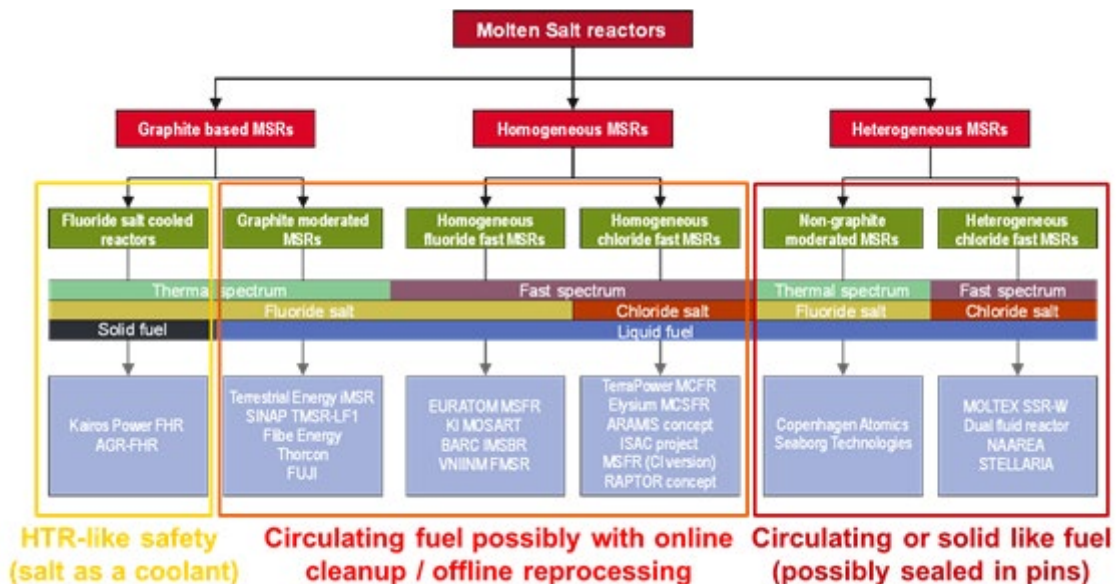 Molten Salt reactors
Graphite based MSRs
Homogeneous MSRs
Heterogeneous MSRs
Fluoride salt cooled
reactors
Graphite moderated
MSRs
Homogeneous
fluoride fast MSRs
Homogeneous
chloride fast MSRs
Non-graphite
moderated MSRs
Heterogeneous
chloride fast MSRs
Thermal spectrum
Fast spectrum
Thermal spectrum
Fast spectrum
Fluoride salt
Chloride salt
Fluoride salt
Chloride salt
Solid fuel
Liquid fuel
Kairos Power FHR
AGR-FHR
Terrestrial Energy iMSR
SINAP TMSR-LF1
Flibe Energy
Thorcon
FUJI
EURATOM MSFR
KI MOSART
BARC IMSBR
VNIINM FMSR
TerraPower MCFR
Elysium MCSFR
ARAMIS concept
ISAC project
MSFR (Cl version)
RAPTOR concept
Copenhagen Atomics
Seaborg Technologies
MOLTEX SSR-W
Dual fluid reactor
NAAREA
STELLARIA
HTR-like safety
(salt as a coolant)
Circulating fuel possibly with online
cleanup / offline reprocessing
Circulating or solid like fuel
(possibly sealed in pins)